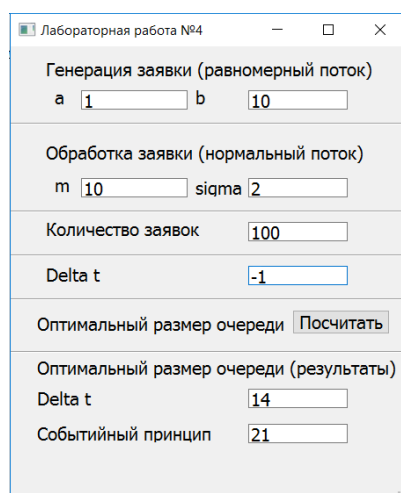 Лабораторная работа №4
Генерация заявки (равномерный поток)
a 1 b 10
Обработка заявки (нормальный поток)
m 10 sigma 2
Количество заявок 100
Delta t -1
Оптимальный размер очереди Посчитать
Оптимальный размер очереди (результаты)
Delta t 14
Событийный принцип 21